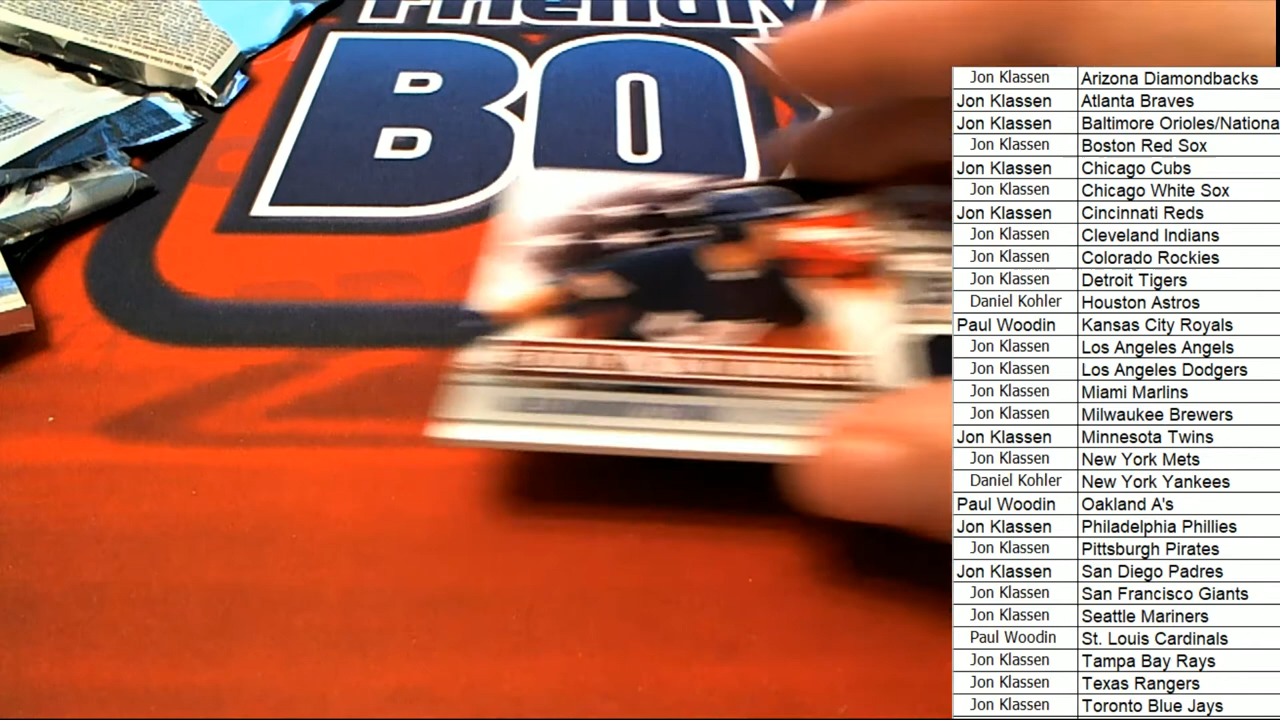 Friendly
BO
Jon Klassen Arizona Diamondbacks
Jon Klassen Atlanta Braves
Jon Klassen Baltimore Orioles/Nationa
Jon Klassen Boston Red Sox
Jon Klassen Chicago Cubs
Jon Klassen Chicago White Sox
Jon Klassen Cincinnati Reds
Jon Klassen Cleveland Indians
Jon Klassen Colorado Rockies
Jon Klassen Detroit Tigers
Daniel Kohler Houston Astros
Paul Woodin Kansas City Royals
Jon Klassen Los Angeles Angels
Jon Klassen Los Angeles Dodgers
Jon Klassen Miami Marlins
Jon Klassen Milwaukee Brewers
Jon Klassen Minnesota Twins
Jon Klassen New York Mets
Daniel Kohler New York Yankees
Paul Woodin Oakland A's
Jon Klassen Philadelphia Phillies
Jon Klassen Pittsburgh Pirates
Jon Klassen San Diego Padres
Jon Klassen San Francisco Giants
Jon Klassen Seattle Mariners
Paul Woodin St. Louis Cardinals
Jon Klassen Tampa Bay Rays
Jon Klassen Texas Rangers
Jon Klassen Toronto Blue Jays